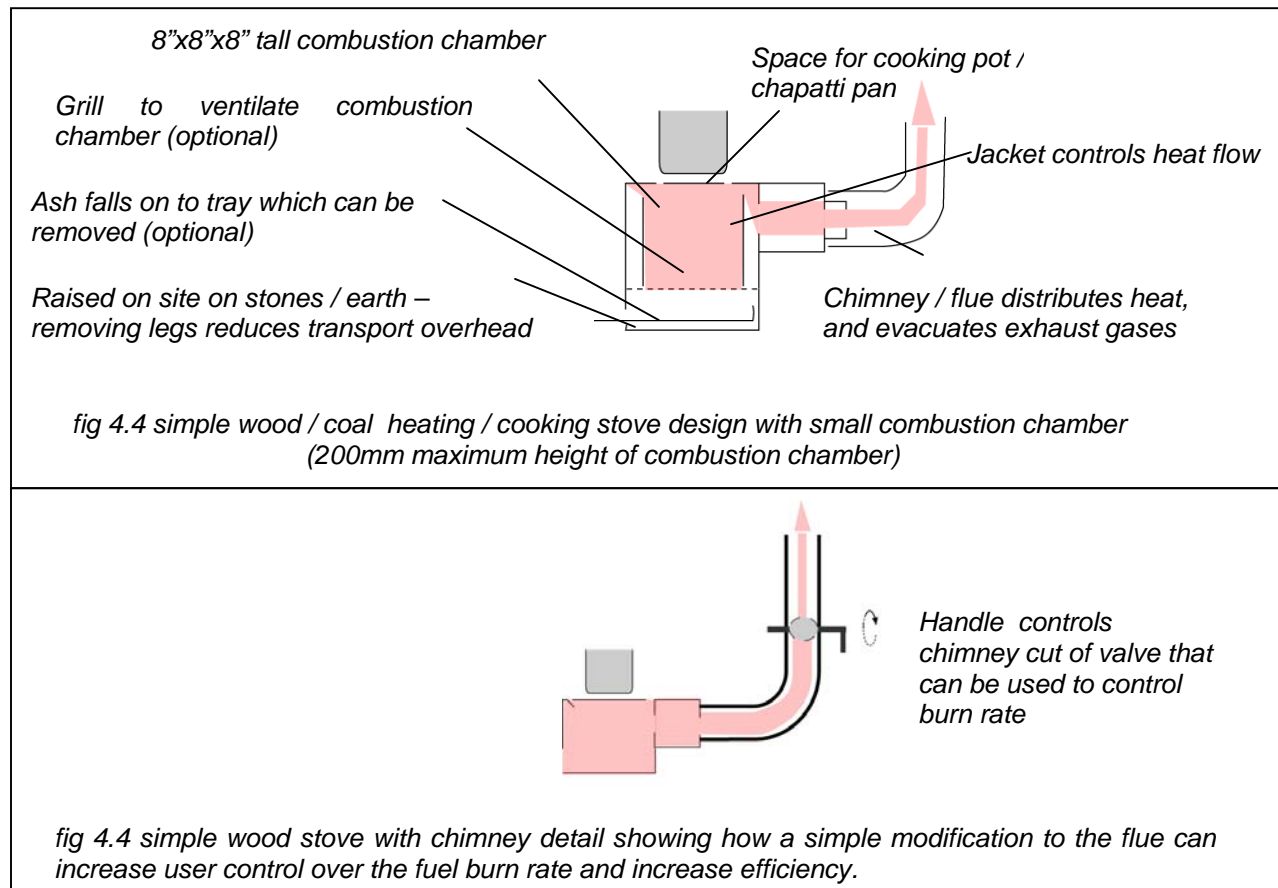 8”x8”x8” tall combustion chamber
Space for cooking pot /
chapatti pan
Grill to ventilate combustion
chamber (optional)
Jacket controls heat flow
Ash falls on to tray which can be
removed (optional)
Raised on site on stones / earth –
removing legs reduces transport overhead
Chimney / flue distributes heat,
and evacuates exhaust gases
fig 4.4 simple wood / coal heating / cooking stove design with small combustion chamber
(200mm maximum height of combustion chamber)
Handle controls
chimney cut of valve that
can be used to control
burn rate
fig 4.4 simple wood stove with chimney detail showing how a simple modification to the flue can
increase user control over the fuel burn rate and increase efficiency.